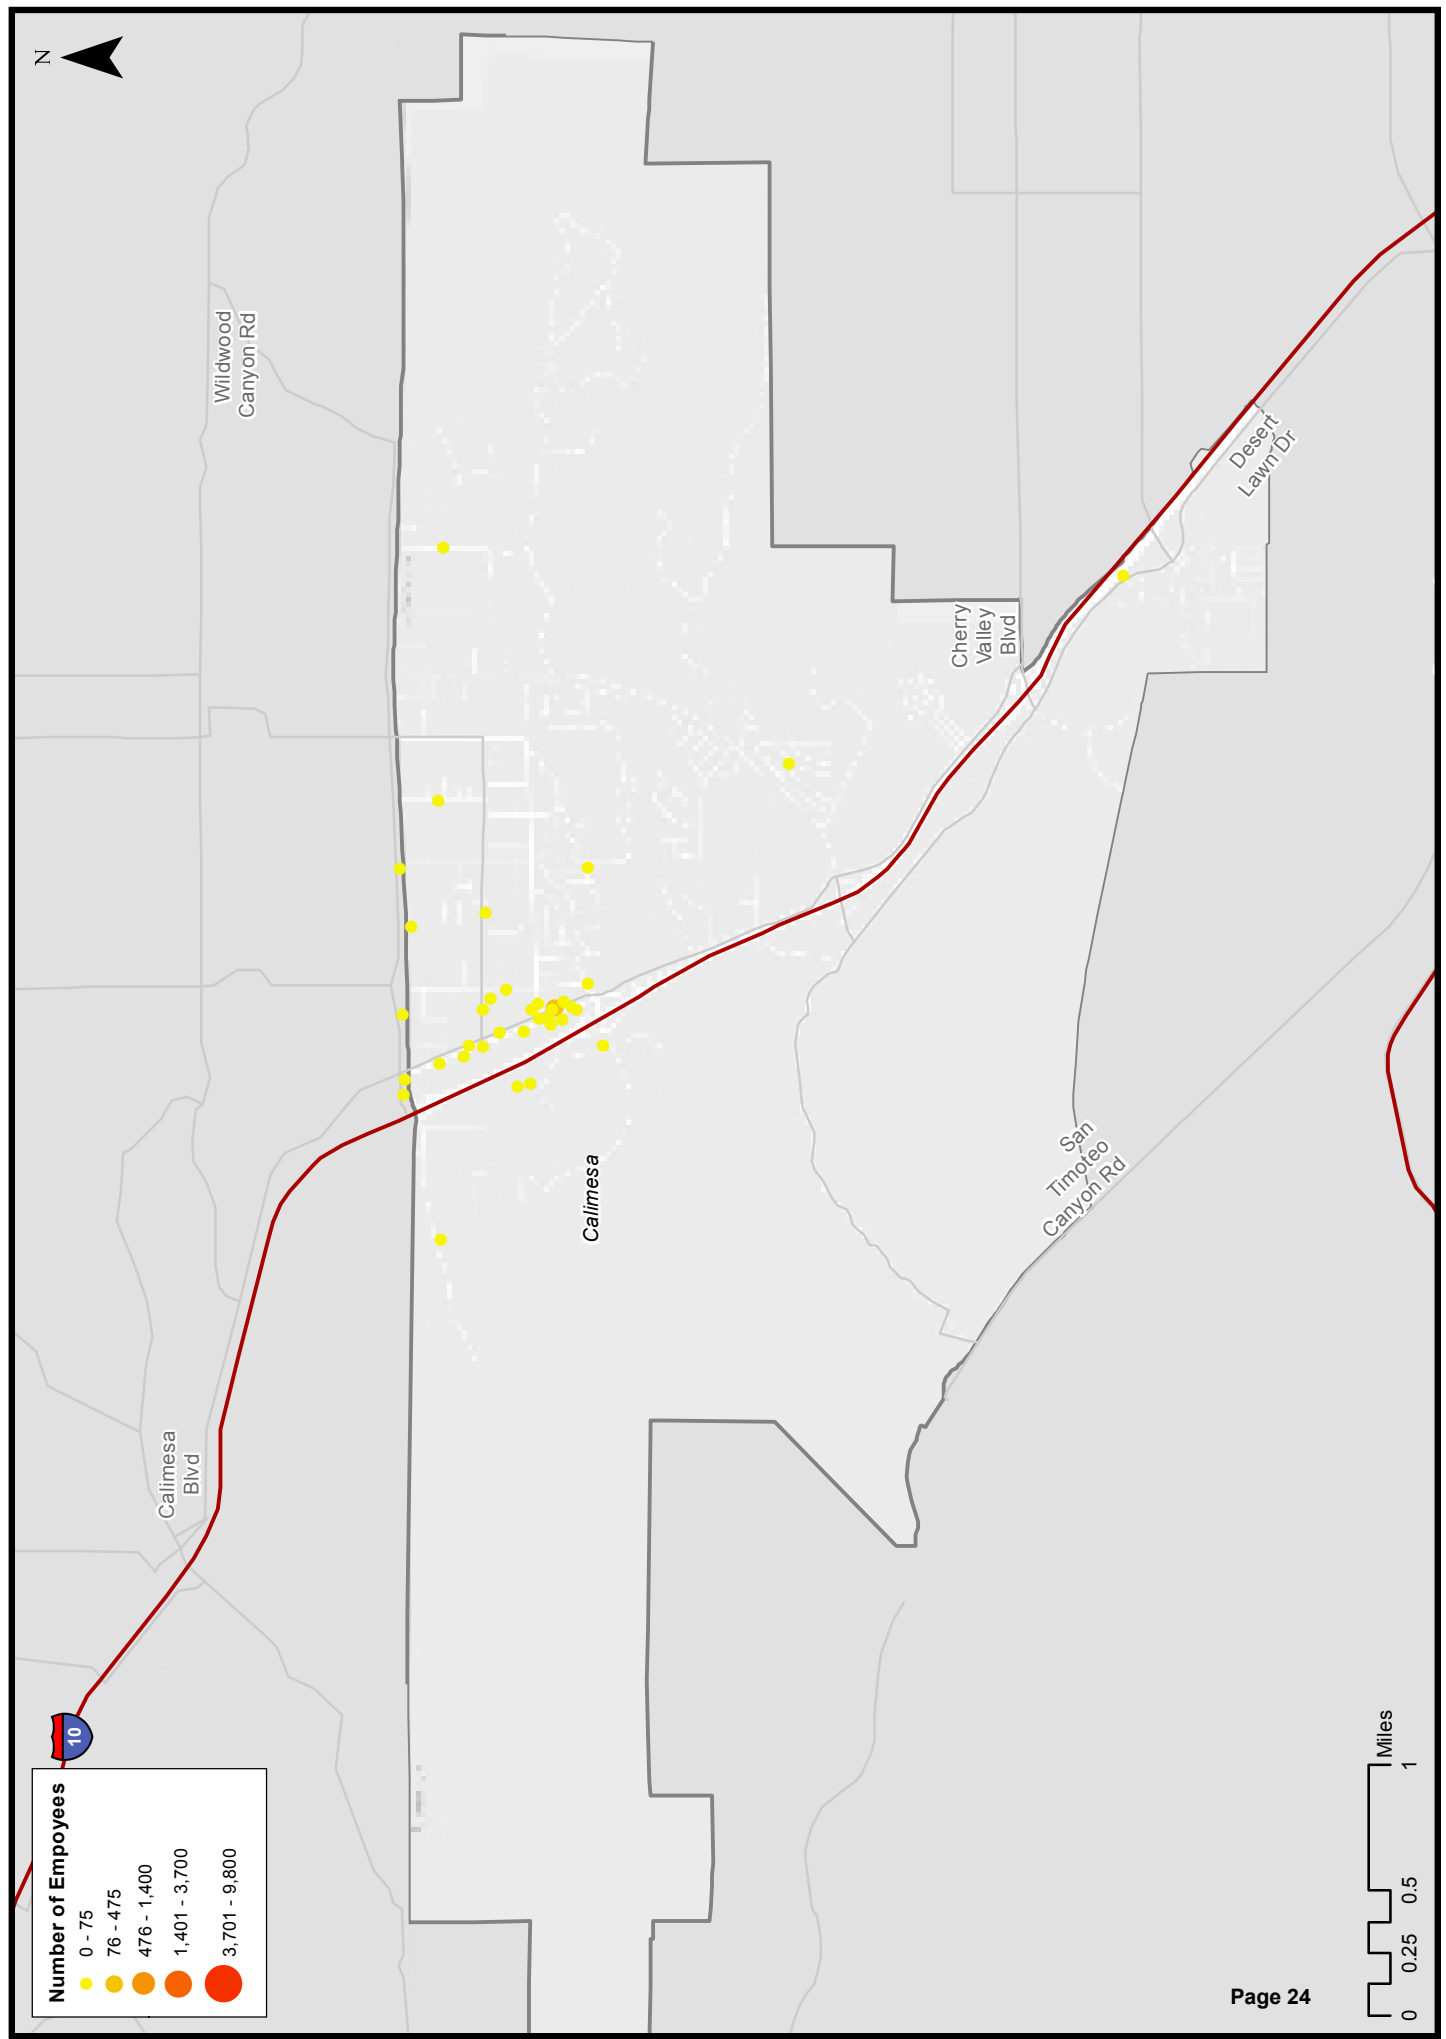 N
Wildwood
Canyon Rd
Desert
Lawn Dr
Cherry
Valley
Blvd
Calimesa
San
Timoteo
Canyon Rd
Calimesa
Blvd
10
Number of Empoyees
0 - 75
76 - 475
476 - 1,400
1,401 - 3,700
3,701 - 9,800
Miles
0 0.25 0.5 1
Page 24